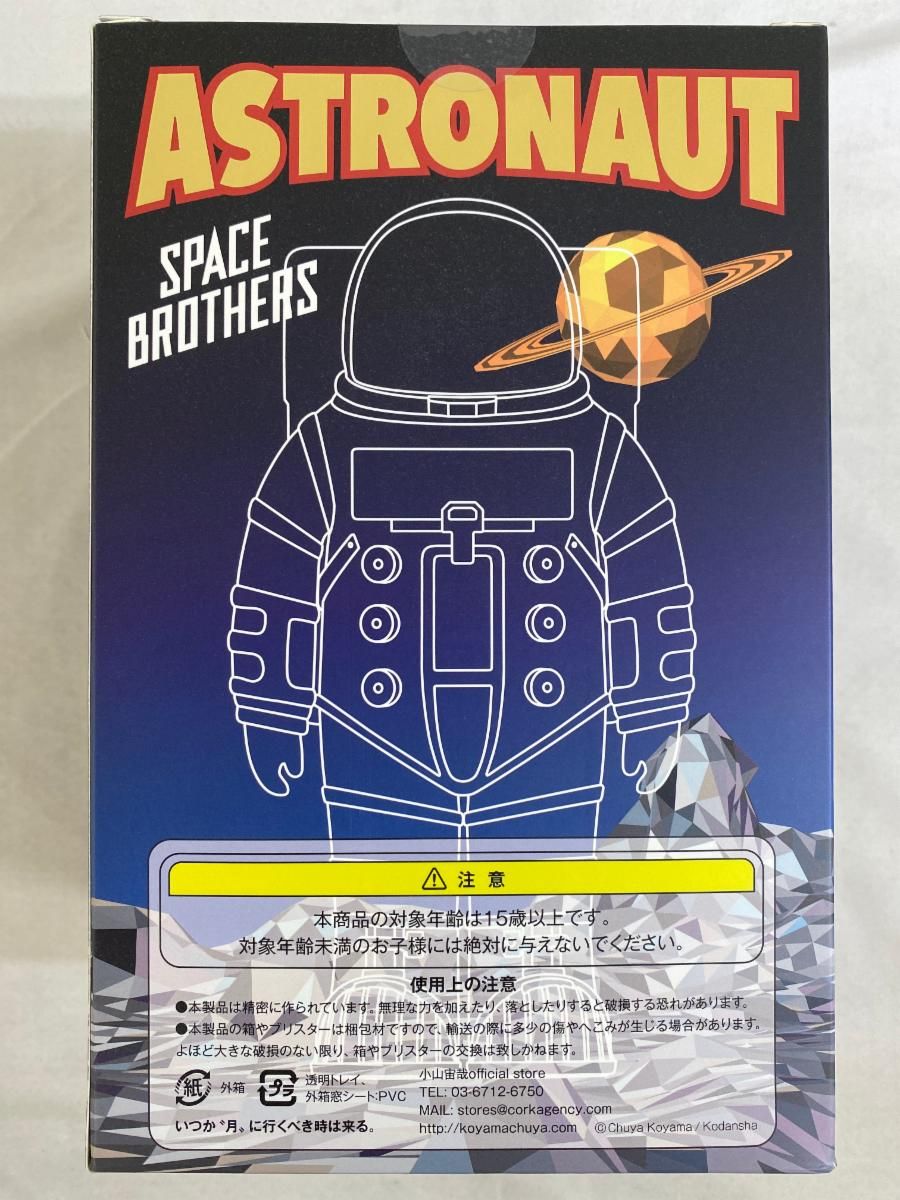 ASTRONAUT
SPACE
BROTHERS
⚠ 注意
本商品の対象年齢は15歳以上です。
対象年齢未満のお子様には絶対に与えないでください。
使用上の注意
●本製品は精密に作られています。無理な力を加えたり、落としたりすると破損する恐れがあります。
●本製品の箱やブリスターは梱包材ですので、輸送の際に多少の傷やへこみが生じる場合があります。
よほど大きな破損のない限り、箱やブリスターの交換は致しかねます。
紙 外箱
プラ 透明トレイ、
外箱窓シート:PVC
いつか〝月〟に行くべき時は来る。
小山宙哉official store
TEL: 03-6712-6750
MAIL: stores@corkagency.com
http://koyamachuya.com ©Chuya Koyama / Kodansha